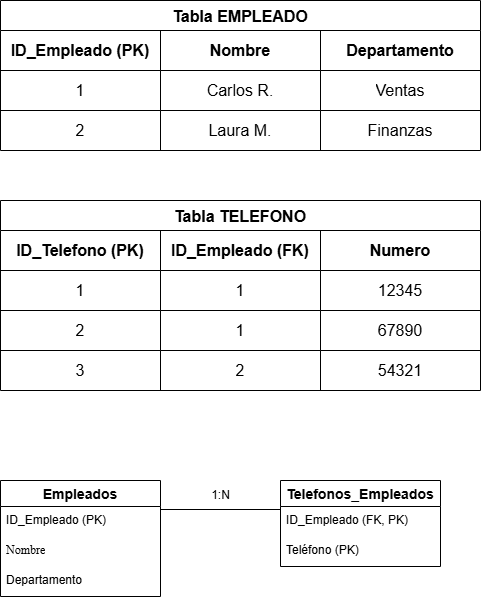 Tabla EMPLEADO
ID_Empleado (PK) Nombre Departamento
1 Carlos R. Ventas
2 Laura M. Finanzas
Tabla TELEFONO
ID_Telefono (PK) ID_Empleado (FK) Numero
1 1 12345
2 1 67890
3 2 54321
Empleados 1:N Telefonos_Empleados
ID_Empleado (PK) ID_Empleado (FK, PK)
Nombre Teléfono (PK)
Departamento